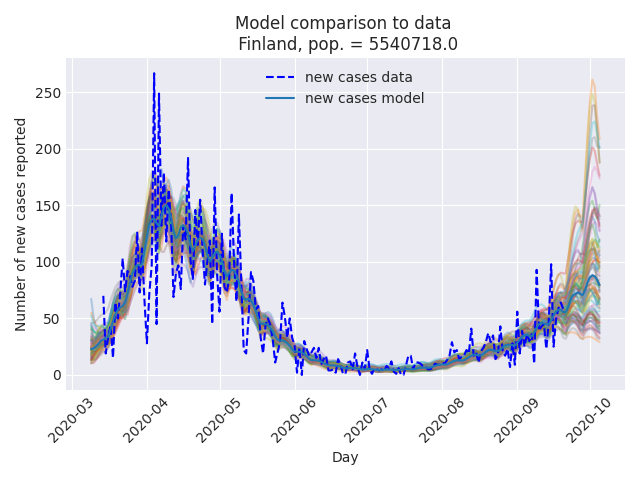 Model comparison to data
Finland, pop. = 5540718.0
new cases data
new cases model
Number of new cases reported
250
200
150
100
50
0
2020-03
2020-04
2020-05
2020-06
2020-07
2020-08
2020-09
2020-10
Day